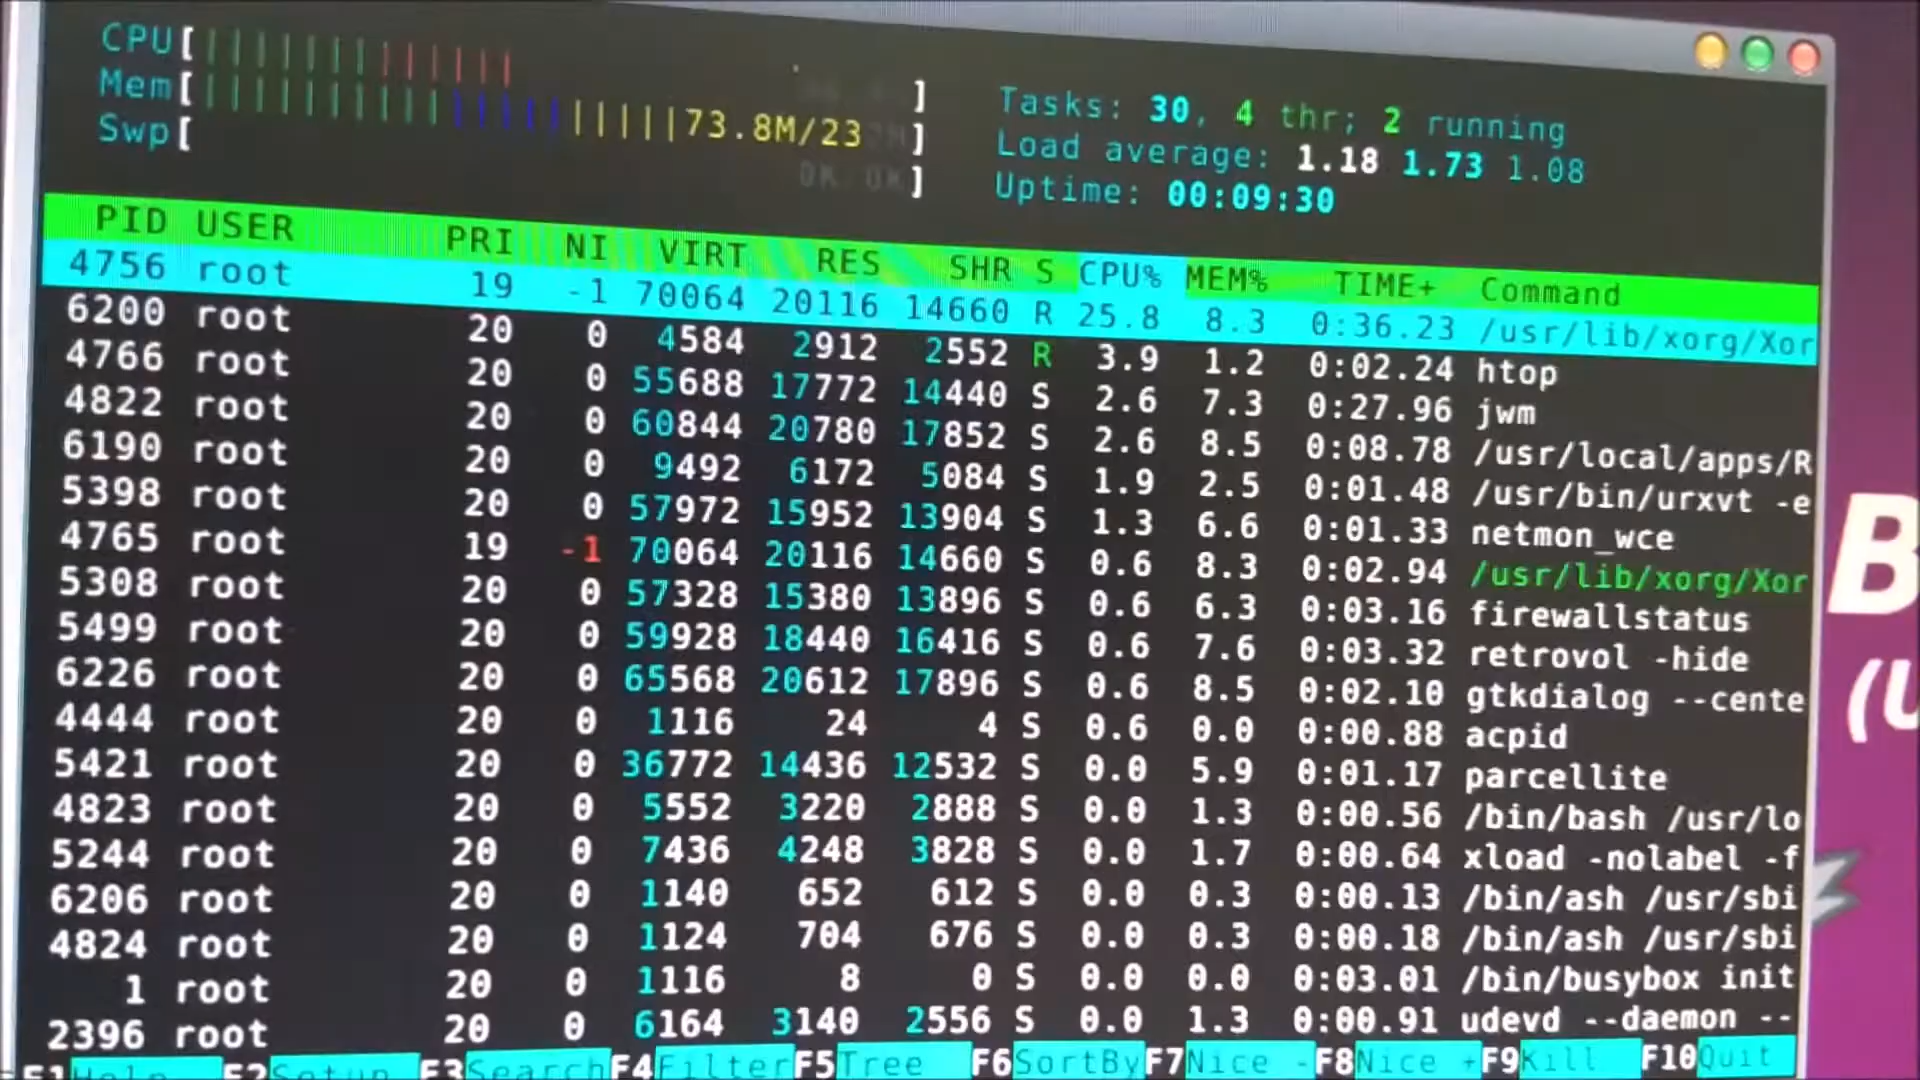 CPU[||||||||||||| ]
Mem[||||||||||||||||||||73.8M/23 ]
Swp[ 0K/0K]
Tasks: 30, 4 thr; 2 running
Load average: 1.18 1.73 1.08
Uptime: 00:09:30
PID USER PRI NI VIRT RES SHR S CPU% MEM% TIME+ Command
4756 root 19 -1 70064 20116 14660 R 25.8 8.3 0:36.23 /usr/lib/xorg/Xor
6200 root 20 0 4584 2912 2552 R 3.9 1.2 0:02.24 htop
4766 root 20 0 55688 17772 14440 S 2.6 7.3 0:27.96 jwm
4822 root 20 0 60844 20780 17852 S 2.6 8.5 0:08.78 /usr/local/apps/R
6190 root 20 0 9492 6172 5084 S 1.9 2.5 0:01.48 /usr/bin/urxvt -e
5398 root 20 0 57972 15952 13904 S 1.3 6.6 0:01.33 netmon_wce
4765 root 19 -1 70064 20116 14660 S 0.6 8.3 0:02.94 /usr/lib/xorg/Xor
5308 root 20 0 57328 15380 13896 S 0.6 6.3 0:03.16 firewallstatus
5499 root 20 0 59928 18440 16416 S 0.6 7.6 0:03.32 retrovol -hide
6226 root 20 0 65568 20612 17896 S 0.6 8.5 0:02.10 gtkdialog --cente
4444 root 20 0 1116 24 4 S 0.6 0.0 0:00.88 acpid
5421 root 20 0 36772 14436 12532 S 0.0 5.9 0:01.17 parcellite
4823 root 20 0 5552 3220 2888 S 0.0 1.3 0:00.56 /bin/bash /usr/lo
5244 root 20 0 7436 4248 3828 S 0.0 1.7 0:00.64 xload -nolabel -f
6206 root 20 0 1140 652 612 S 0.0 0.3 0:00.13 /bin/ash /usr/sbi
4824 root 20 0 1124 704 676 S 0.0 0.3 0:00.18 /bin/ash /usr/sbi
1 root 20 0 1116 8 0 S 0.0 0.0 0:03.01 /bin/busybox init
2396 root 20 0 6164 3140 2556 S 0.0 1.3 0:00.91 udevd --daemon --
F1Help F2Setup F3Search F4Filter F5Tree F6SortBy F7Nice - F8Nice + F9Kill F10Quit
B
(U